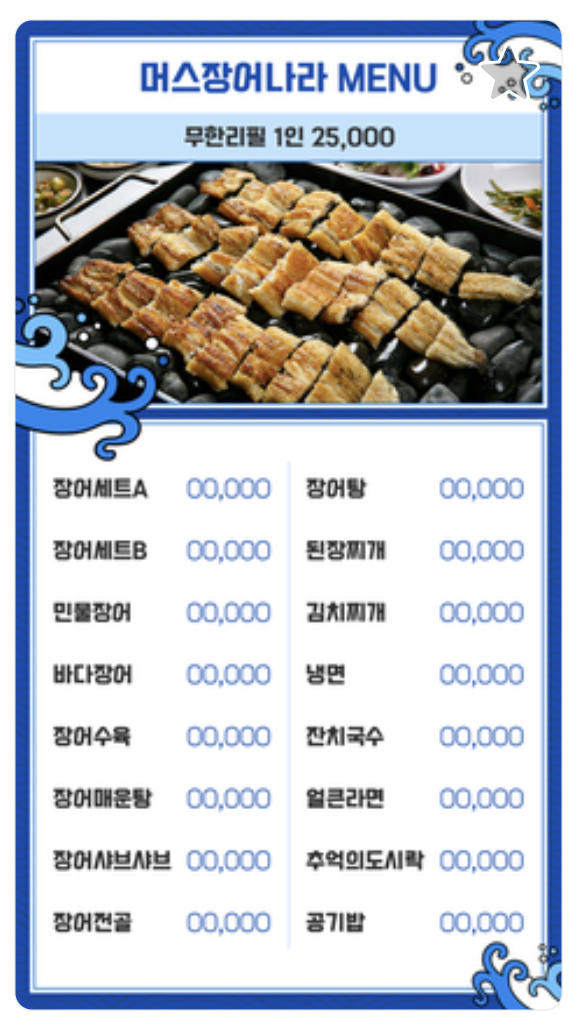 머스장어나라 MENU
무한리필 1인 25,000
장어세트A 00,000
장어세트B 00,000
민물장어 00,000
바다장어 00,000
장어수육 00,000
장어매운탕 00,000
장어샤브샤브 00,000
장어전골 00,000
장어탕 00,000
된장찌개 00,000
김치찌개 00,000
냉면 00,000
잔치국수 00,000
얼큰라면 00,000
추억의도시락 00,000
공기밥 00,000